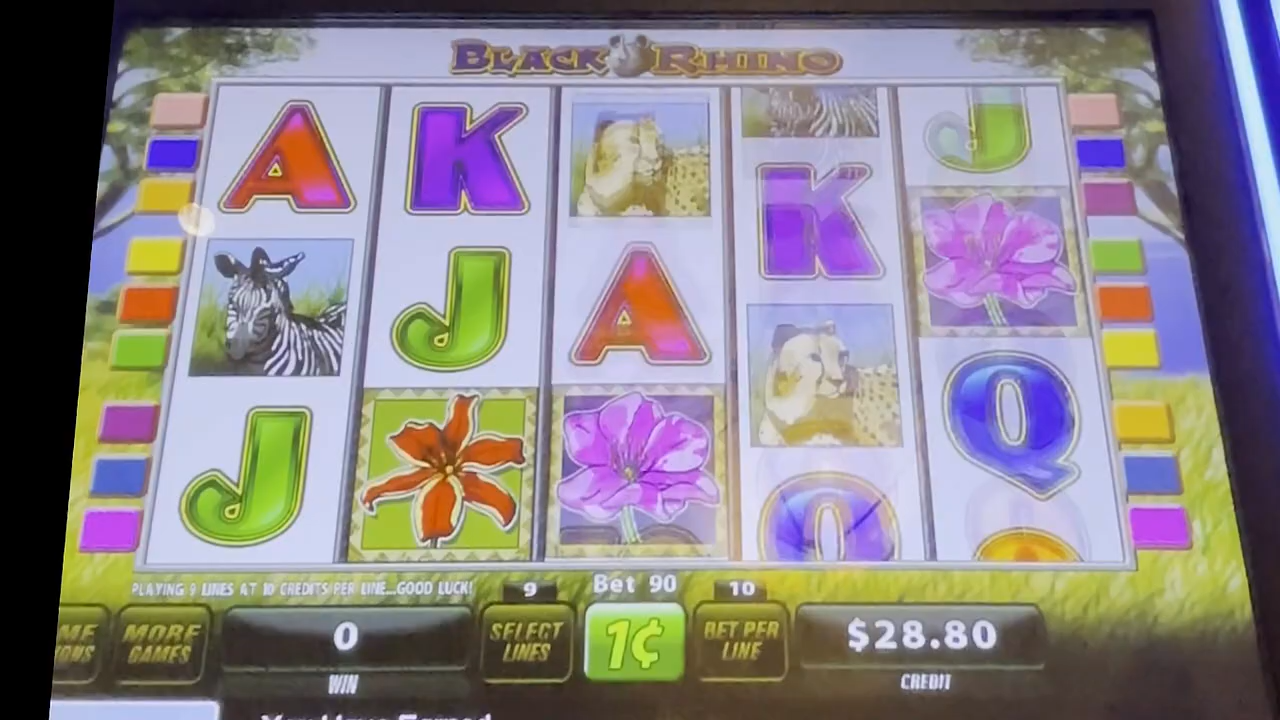 BLACK RHINO
A K J
K
A
J
J Q
Q
PLAYING 9 LINES AT 10 CREDITS PER LINE...GOOD LUCK! 9 Bet 90 10
MORE GAMES 0 SELECT LINES 1¢ BET PER LINE $28.80
WIN CREDIT